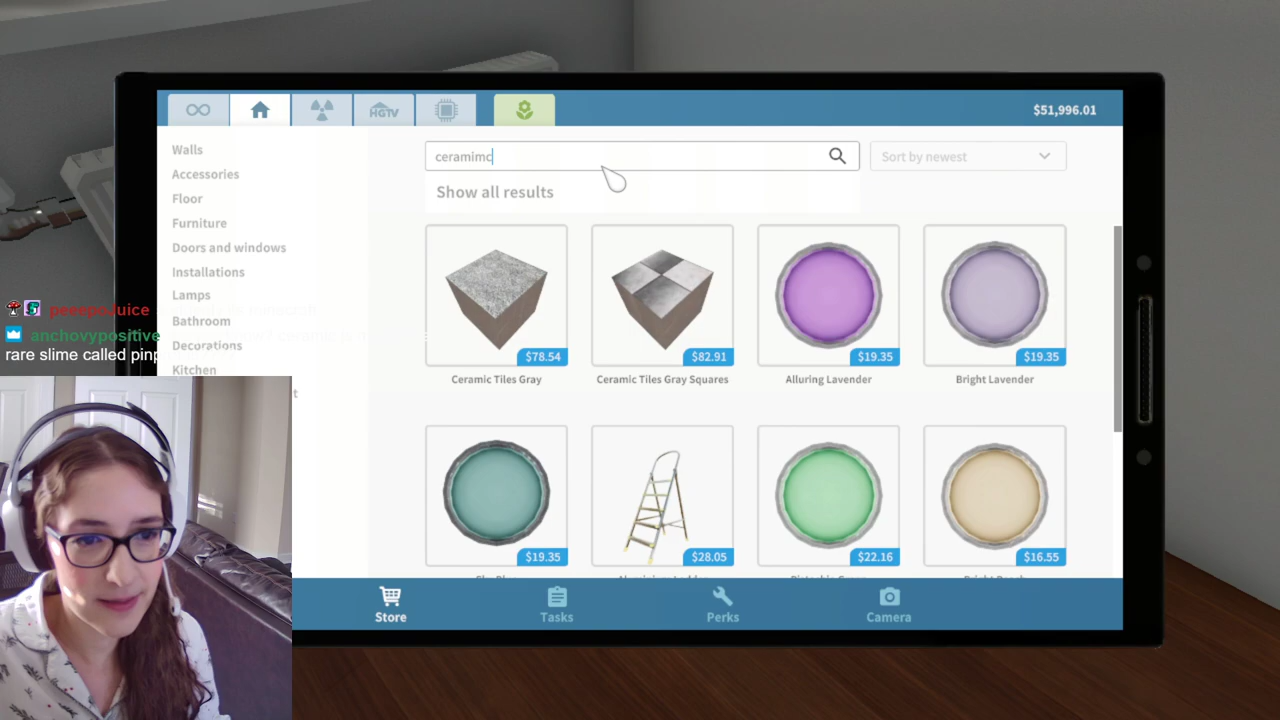 HGTV
$51,996.01
Walls
Accessories
Floor
Furniture
Doors and windows
Installations
Lamps
Bathroom
Decorations
Kitchen
ceramimc
Sort by newest
Show all results
$78.54
$82.91
$19.35
$19.35
Ceramic Tiles Gray
Ceramic Tiles Gray Squares
Alluring Lavender
Bright Lavender
$19.35
$28.05
$22.16
$16.55
peeepoJuice
anchovypositive
rare slime called pinp
Store
Tasks
Perks
Camera